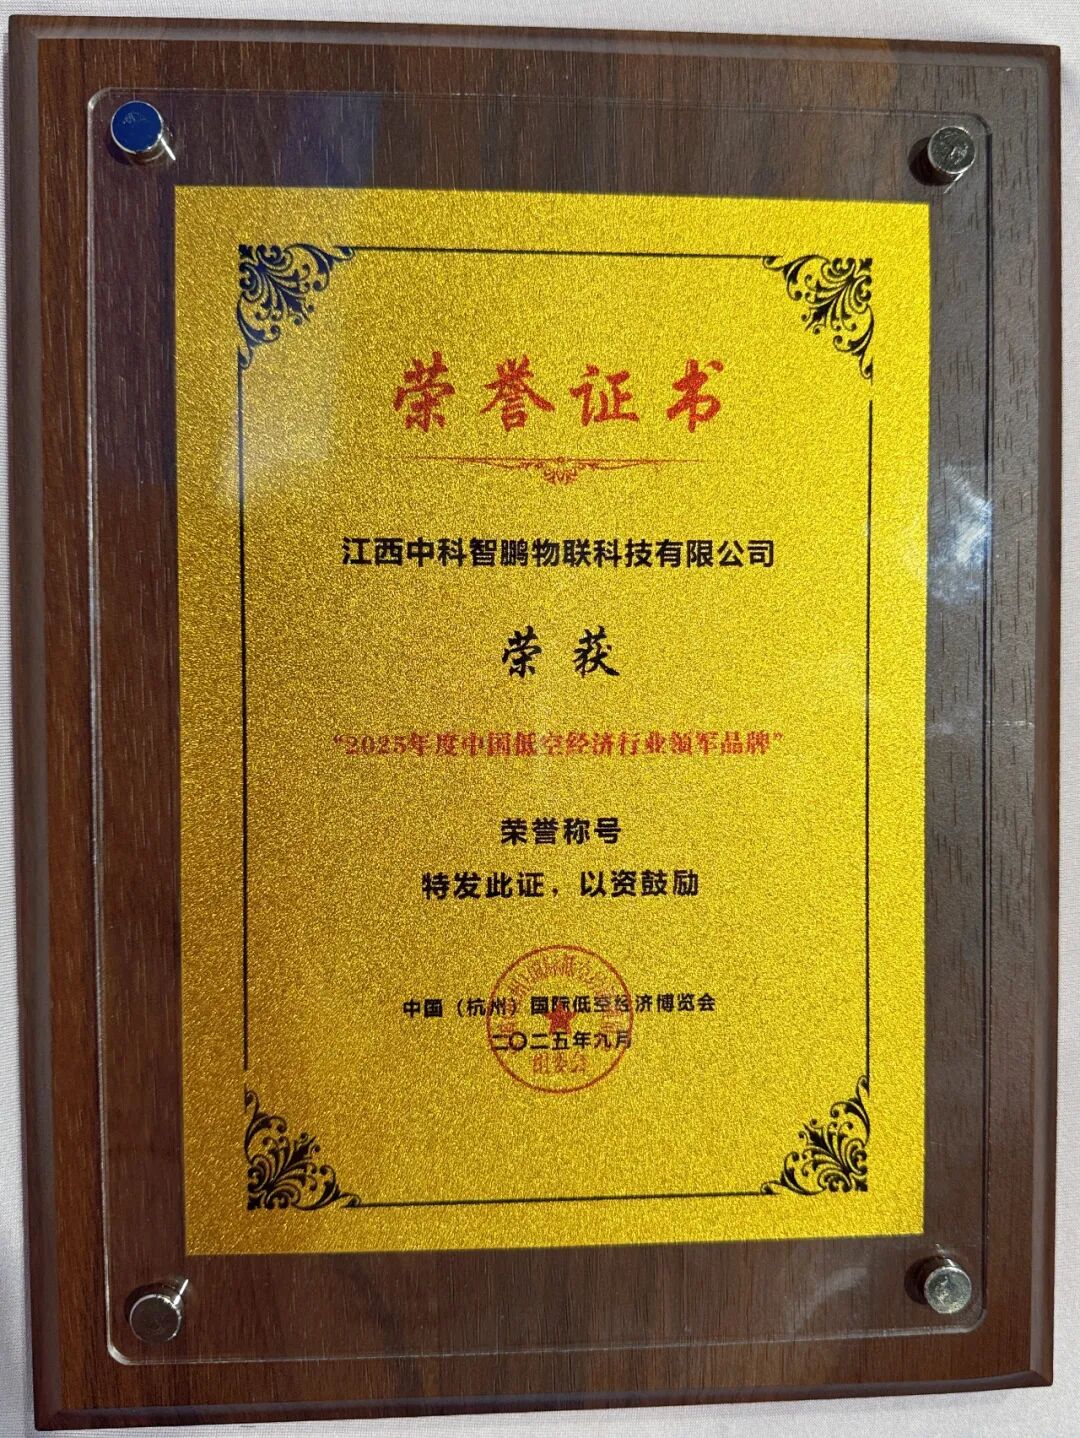 荣誉证书
江西中科智鹏物联科技有限公司
荣获
“2025年度中国低空经济行业领军品牌”
荣誉称号
特发此证，以资鼓励
中国（杭州）国际低空经济博览会
二〇二五年九月
组委会